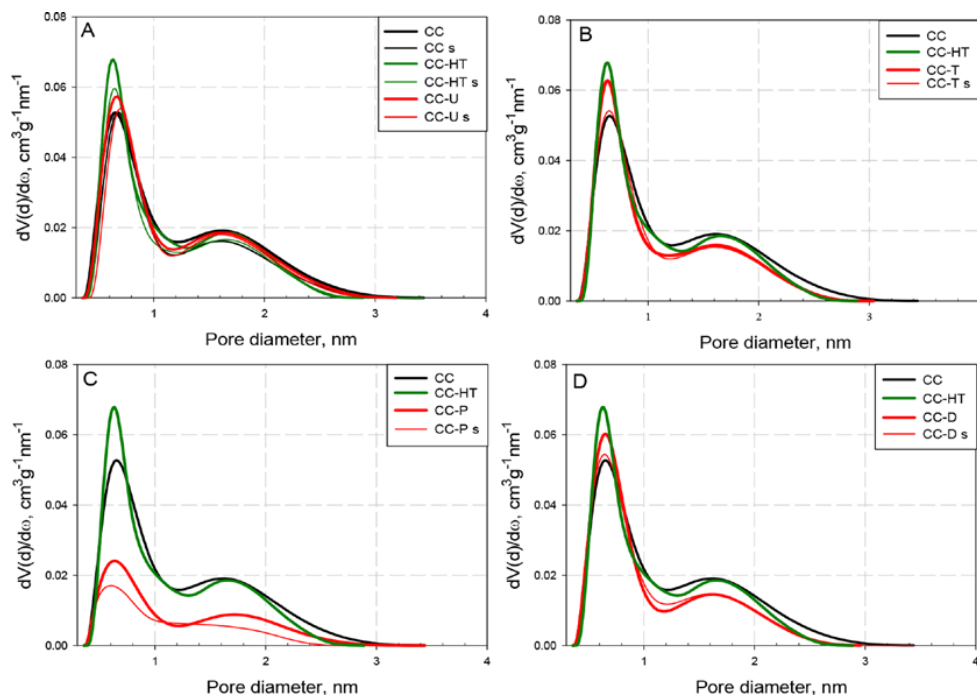 A
CC
CC s
CC-HT
CC-HT s
CC-U
CC-U s
dV(d)/dω, cm³g⁻¹nm⁻¹
0.08
0.06
0.04
0.02
0.00
1 2 3 4
Pore diameter, nm
B
CC
CC-HT
CC-T
CC-T s
dV(d)/dω, cm³g⁻¹nm⁻¹
0.08
0.06
0.04
0.02
0.00
1 2 3
Pore diameter, nm
C
CC
CC-HT
CC-P
CC-P s
dV(d)/dω, cm³g⁻¹nm⁻¹
0.08
0.06
0.04
0.02
0.00
1 2 3 4
Pore diameter, nm
D
CC
CC-HT
CC-D
CC-D s
dV(d)/dω, cm³g⁻¹nm⁻¹
0.08
0.06
0.04
0.02
0.00
1 2 3 4
Pore diameter, nm